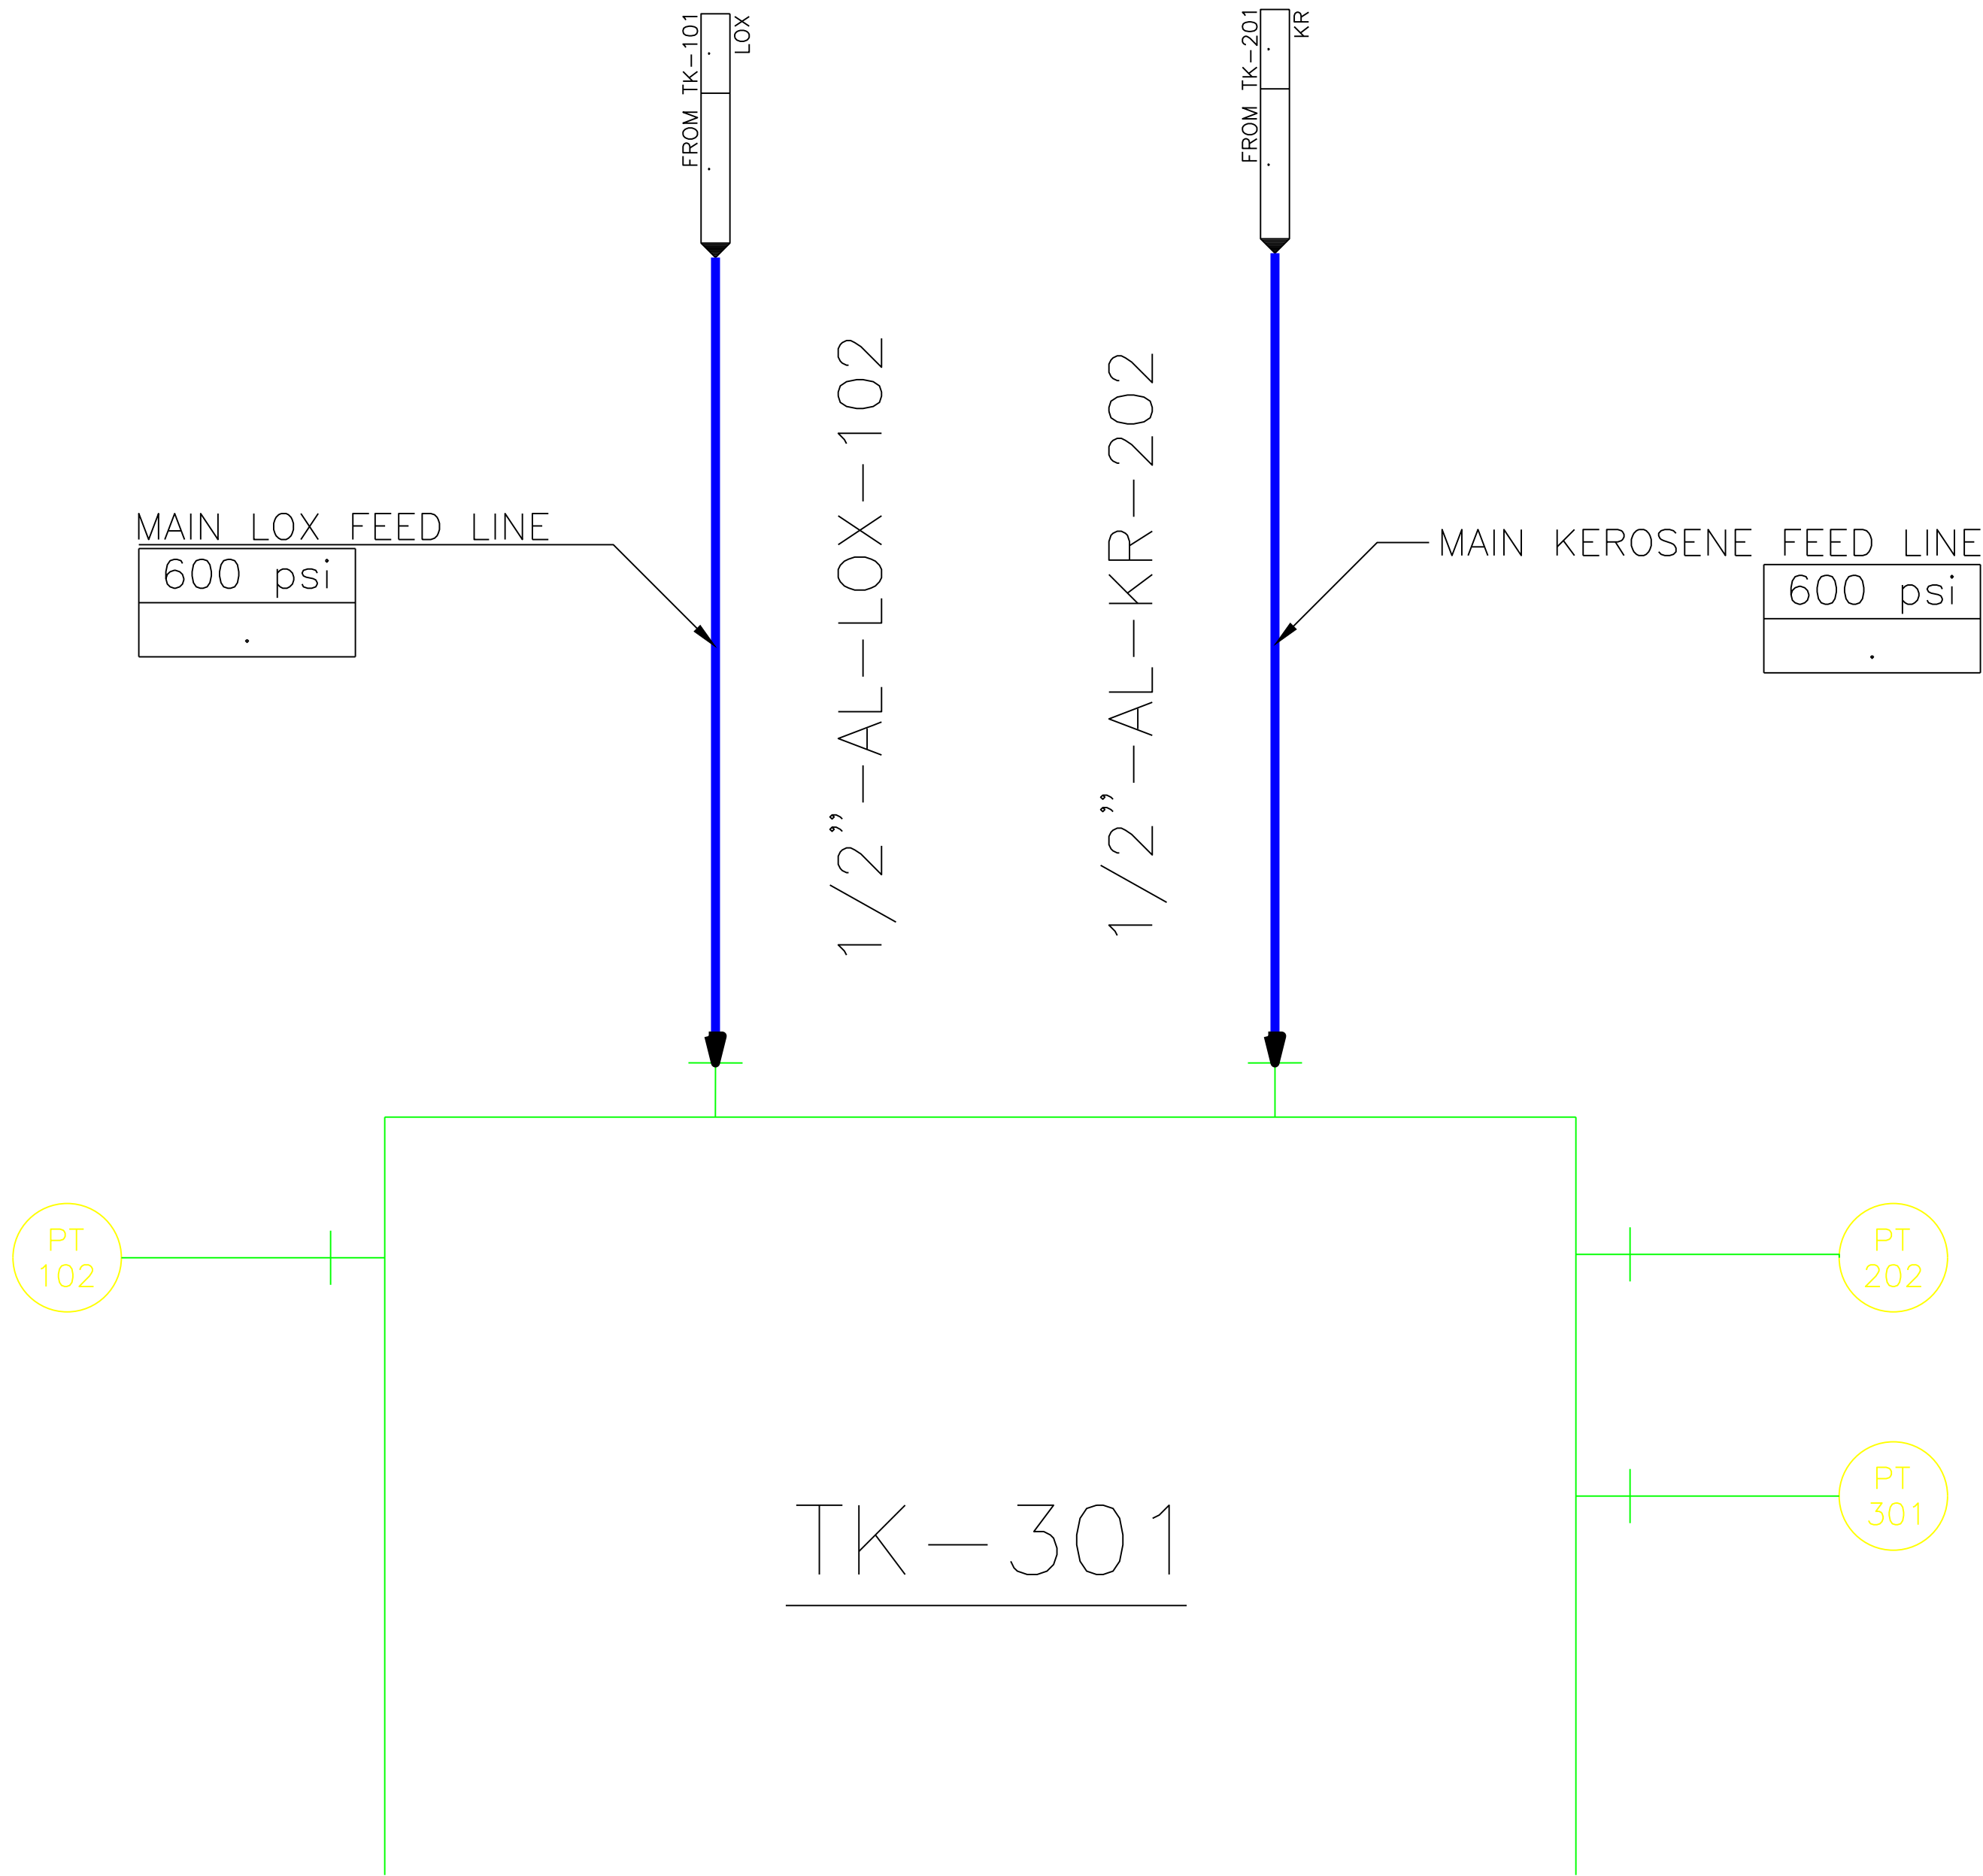 FROM TK-101
LOX
FROM TK-201
KR
1/2"-AL-LOX-102
1/2"-AL-KR-202
MAIN LOX FEED LINE
600 psi
.
MAIN KEROSENE FEED LINE
600 psi
.
PT
102
PT
202
PT
301
TK-301